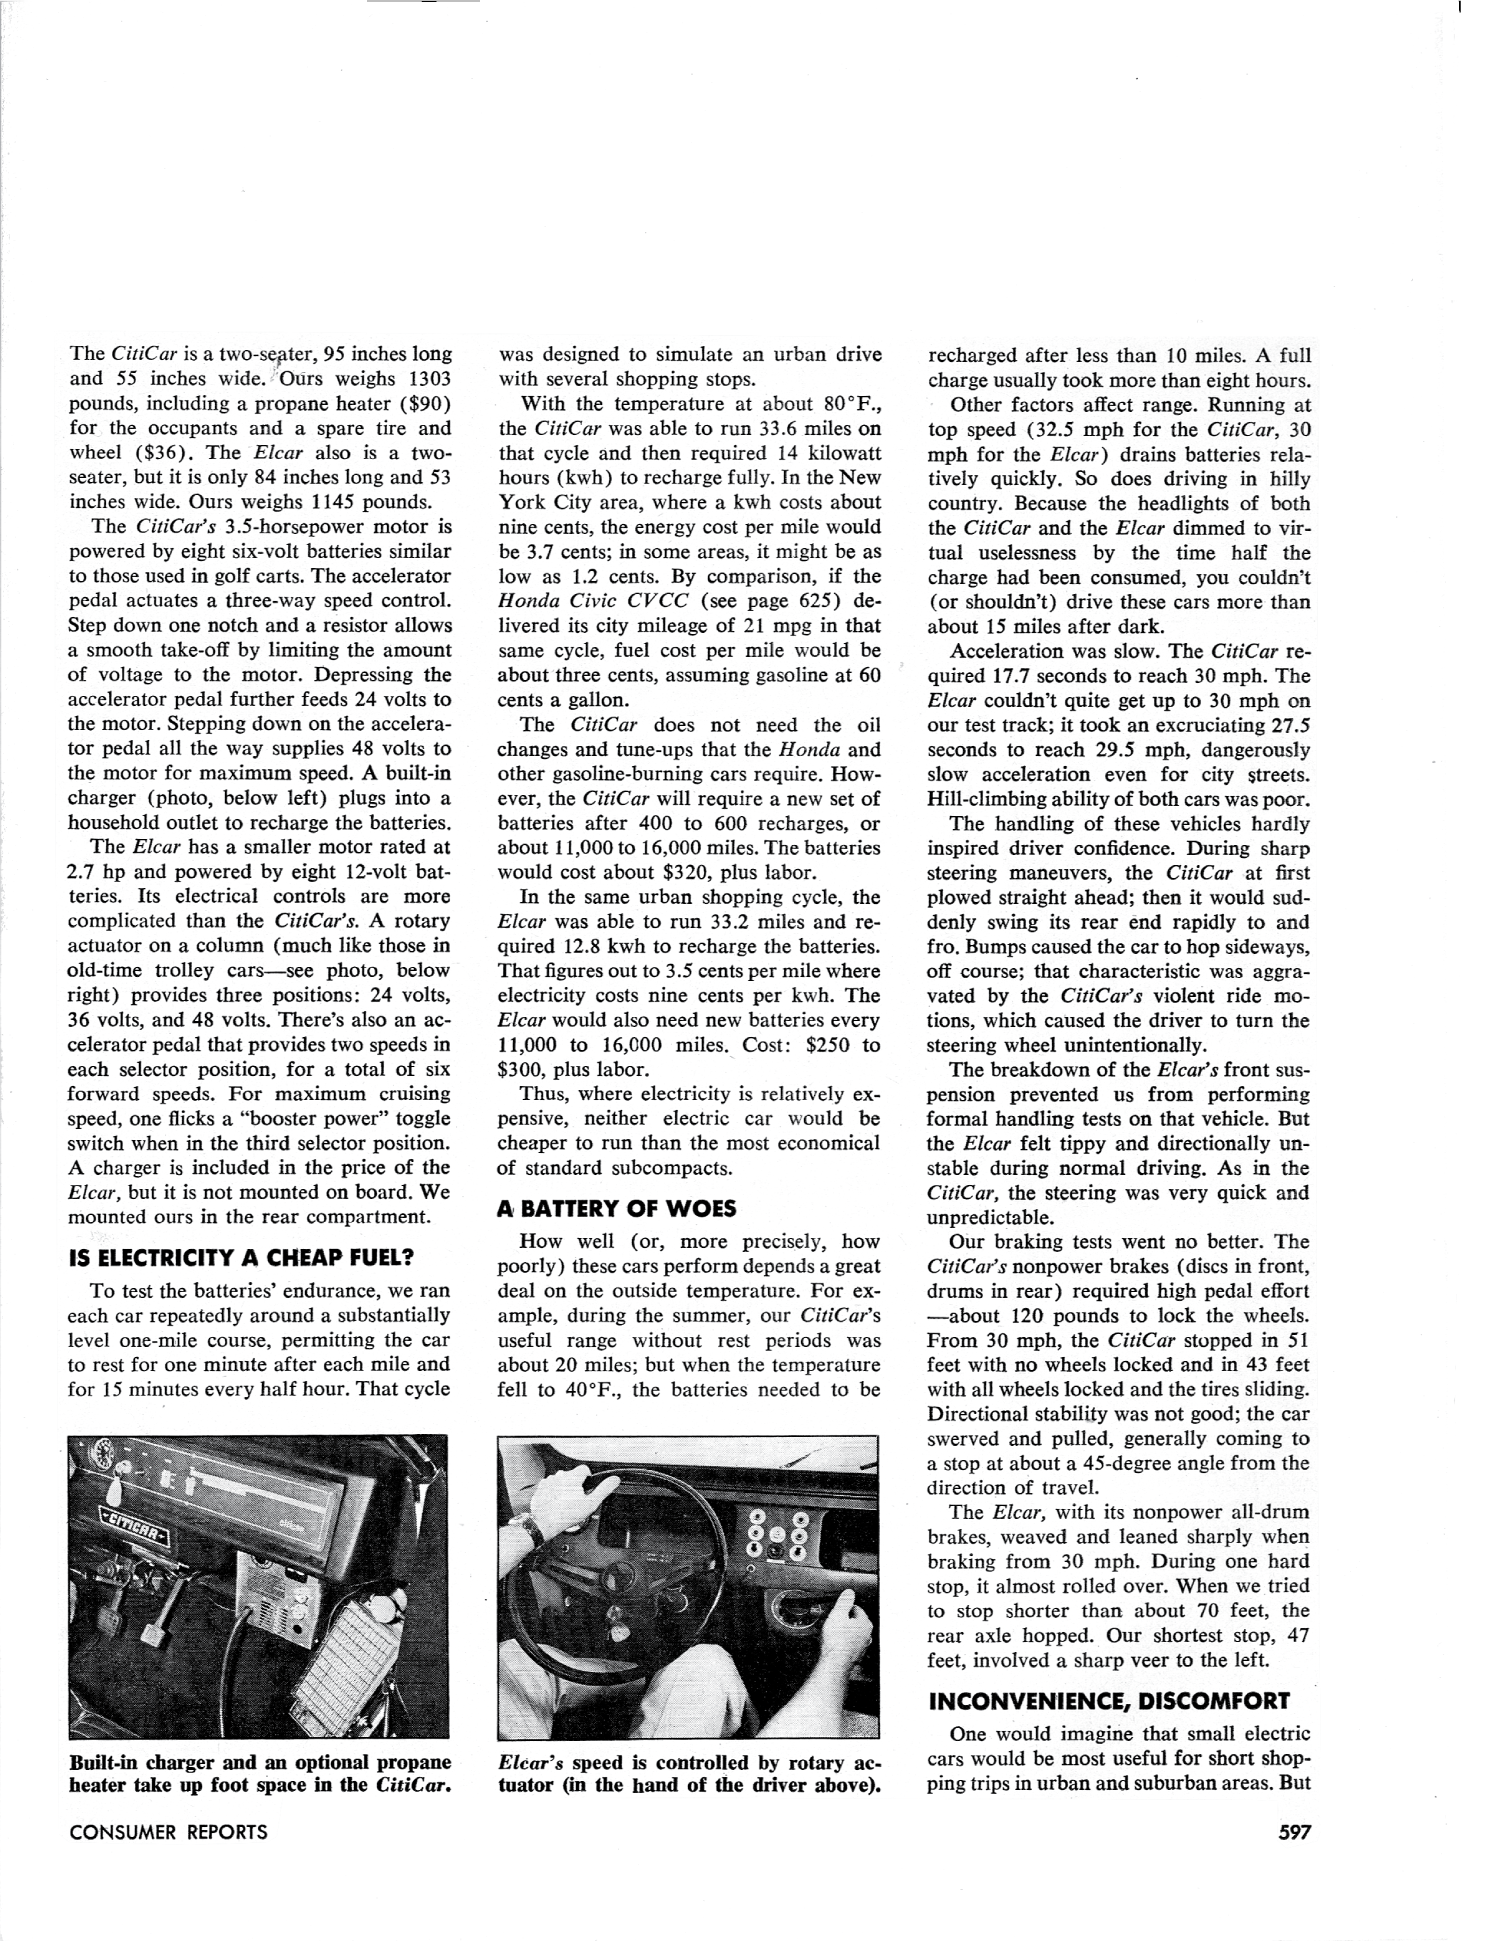 The CitiCar is a two-seater, 95 inches long
and 55 inches wide. Ours weighs 1303
pounds, including a propane heater ($90)
for the occupants and a spare tire and
wheel ($36). The Elcar also is a two-
seater, but it is only 84 inches long and 53
inches wide. Ours weighs 1145 pounds.
The CitiCar's 3.5-horsepower motor is
powered by eight six-volt batteries similar
to those used in golf carts. The accelerator
pedal actuates a three-way speed control.
Step down one notch and a resistor allows
a smooth take-off by limiting the amount
of voltage to the motor. Depressing the
accelerator pedal further feeds 24 volts to
the motor. Stepping down on the accelera-
tor pedal all the way supplies 48 volts to
the motor for maximum speed. A built-in
charger (photo, below left) plugs into a
household outlet to recharge the batteries.
The Elcar has a smaller motor rated at
2.7 hp and powered by eight 12-volt bat-
teries. Its electrical controls are more
complicated than the CitiCar's. A rotary
actuator on a column (much like those in
old-time trolley cars—see photo, below
right) provides three positions: 24 volts,
36 volts, and 48 volts. There's also an ac-
celerator pedal that provides two speeds in
each selector position, for a total of six
forward speeds. For maximum cruising
speed, one flicks a “booster power” toggle
switch when in the third selector position.
A charger is included in the price of the
Elcar, but it is not mounted on board. We
mounted ours in the rear compartment.
IS ELECTRICITY A CHEAP FUEL?
To test the batteries' endurance, we ran
each car repeatedly around a substantially
level one-mile course, permitting the car
to rest for one minute after each mile and
for 15 minutes every half hour. That cycle
CITICAR
citicar
Built-in charger and an optional propane
heater take up foot space in the CitiCar.
was designed to simulate an urban drive
with several shopping stops.
With the temperature at about 80°F.,
the CitiCar was able to run 33.6 miles on
that cycle and then required 14 kilowatt
hours (kwh) to recharge fully. In the New
York City area, where a kwh costs about
nine cents, the energy cost per mile would
be 3.7 cents; in some areas, it might be as
low as 1.2 cents. By comparison, if the
Honda Civic CVCC (see page 625) de-
livered its city mileage of 21 mpg in that
same cycle, fuel cost per mile would be
about three cents, assuming gasoline at 60
cents a gallon.
The CitiCar does not need the oil
changes and tune-ups that the Honda and
other gasoline-burning cars require. How-
ever, the CitiCar will require a new set of
batteries after 400 to 600 recharges, or
about 11,000 to 16,000 miles. The batteries
would cost about $320, plus labor.
In the same urban shopping cycle, the
Elcar was able to run 33.2 miles and re-
quired 12.8 kwh to recharge the batteries.
That figures out to 3.5 cents per mile where
electricity costs nine cents per kwh. The
Elcar would also need new batteries every
11,000 to 16,000 miles. Cost: $250 to
$300, plus labor.
Thus, where electricity is relatively ex-
pensive, neither electric car would be
cheaper to run than the most economical
of standard subcompacts.
A BATTERY OF WOES
How well (or, more precisely, how
poorly) these cars perform depends a great
deal on the outside temperature. For ex-
ample, during the summer, our CitiCar's
useful range without rest periods was
about 20 miles; but when the temperature
fell to 40°F., the batteries needed to be
Elcar's speed is controlled by rotary ac-
tuator (in the hand of the driver above).
recharged after less than 10 miles. A full
charge usually took more than eight hours.
Other factors affect range. Running at
top speed (32.5 mph for the CitiCar, 30
mph for the Elcar) drains batteries rela-
tively quickly. So does driving in hilly
country. Because the headlights of both
the CitiCar and the Elcar dimmed to vir-
tual uselessness by the time half the
charge had been consumed, you couldn't
(or shouldn't) drive these cars more than
about 15 miles after dark.
Acceleration was slow. The CitiCar re-
quired 17.7 seconds to reach 30 mph. The
Elcar couldn't quite get up to 30 mph on
our test track; it took an excruciating 27.5
seconds to reach 29.5 mph, dangerously
slow acceleration even for city streets.
Hill-climbing ability of both cars was poor.
The handling of these vehicles hardly
inspired driver confidence. During sharp
steering maneuvers, the CitiCar at first
plowed straight ahead; then it would sud-
denly swing its rear end rapidly to and
fro. Bumps caused the car to hop sideways,
off course; that characteristic was aggra-
vated by the CitiCar's violent ride mo-
tions, which caused the driver to turn the
steering wheel unintentionally.
The breakdown of the Elcar's front sus-
pension prevented us from performing
formal handling tests on that vehicle. But
the Elcar felt tippy and directionally un-
stable during normal driving. As in the
CitiCar, the steering was very quick and
unpredictable.
Our braking tests went no better. The
CitiCar's nonpower brakes (discs in front,
drums in rear) required high pedal effort
—about 120 pounds to lock the wheels.
From 30 mph, the CitiCar stopped in 51
feet with no wheels locked and in 43 feet
with all wheels locked and the tires sliding.
Directional stability was not good; the car
swerved and pulled, generally coming to
a stop at about a 45-degree angle from the
direction of travel.
The Elcar, with its nonpower all-drum
brakes, weaved and leaned sharply when
braking from 30 mph. During one hard
stop, it almost rolled over. When we tried
to stop shorter than about 70 feet, the
rear axle hopped. Our shortest stop, 47
feet, involved a sharp veer to the left.
INCONVENIENCE, DISCOMFORT
One would imagine that small electric
cars would be most useful for short shop-
ping trips in urban and suburban areas. But
CONSUMER REPORTS
597